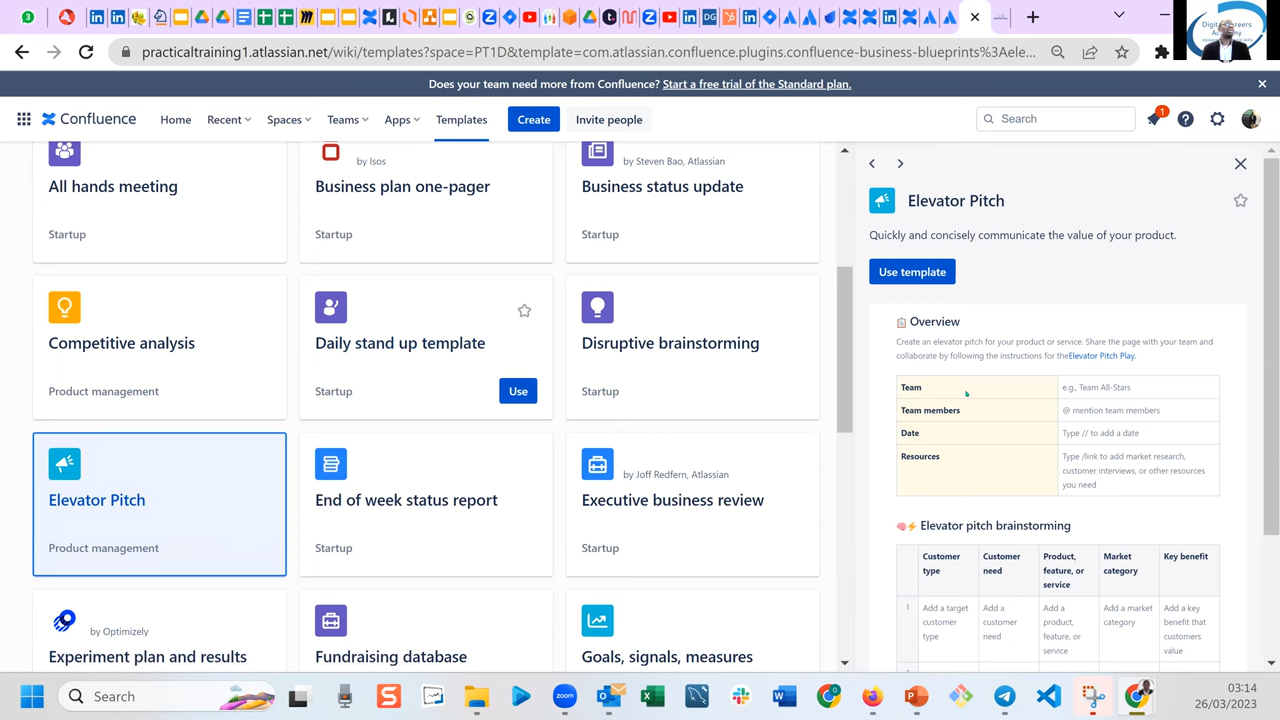 practicaltraining1.atlassian.net/wiki/templates?space=PT1D&template=com.atlassian.confluence.plugins.confluence-business-blueprints%3Aele...
Does your team need more from Confluence? Start a free trial of the Standard plan.
Confluence
Home
Recent
Spaces
Teams
Apps
Templates
Create
Invite people
Search
1
All hands meeting
Startup
by Isos
Business plan one-pager
Startup
by Steven Bao, Atlassian
Business status update
Startup
Competitive analysis
Product management
Daily stand up template
Startup
Use
Disruptive brainstorming
Startup
Elevator Pitch
Product management
End of week status report
Startup
by Joff Redfern, Atlassian
Executive business review
Startup
by Optimizely
Experiment plan and results
Fundraising database
Goals, signals, measures
Elevator Pitch
Quickly and concisely communicate the value of your product.
Use template
Overview
Create an elevator pitch for your product or service. Share the page with your team and
collaborate by following the instructions for theElevator Pitch Play.
Team
e.g., Team All-Stars
Team members
@ mention team members
Date
Type // to add a date
Resources
Type /link to add market research,
customer interviews, or other resources
you need
Elevator pitch brainstorming
Customer
type
Customer
need
Product,
feature, or
service
Market
category
Key benefit
1
Add a target
customer
type
Add a
customer
need
Add a
product,
feature, or
service
Add a market
category
Add a key
benefit that
customers
value
Search
zoom
03:14
26/03/2023